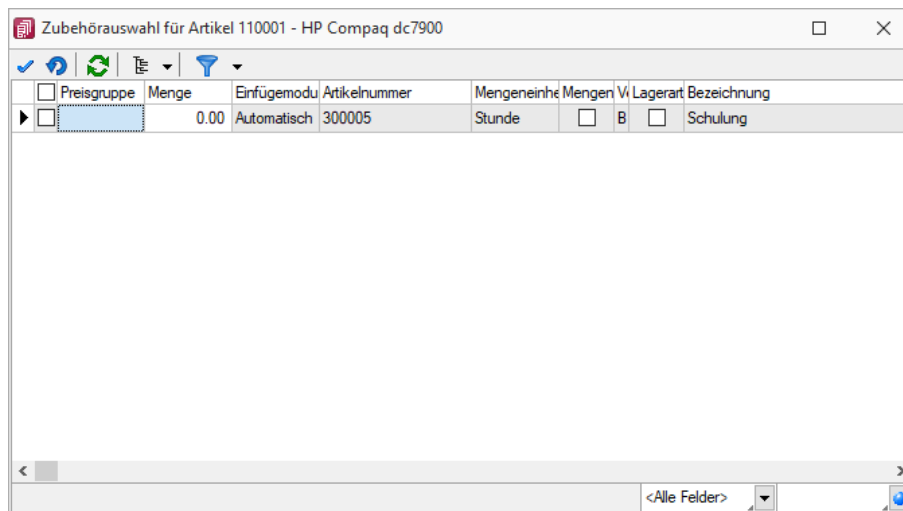 Zubehörauswahl für Artikel 110001 - HP Compaq dc7900
Preisgruppe Menge Einfügemodu Artikelnummer Mengeneinhe Mengen Lagerart Bezeichnung
0.00 Automatisch 300005 Stunde B Schulung
<Alle Felder>